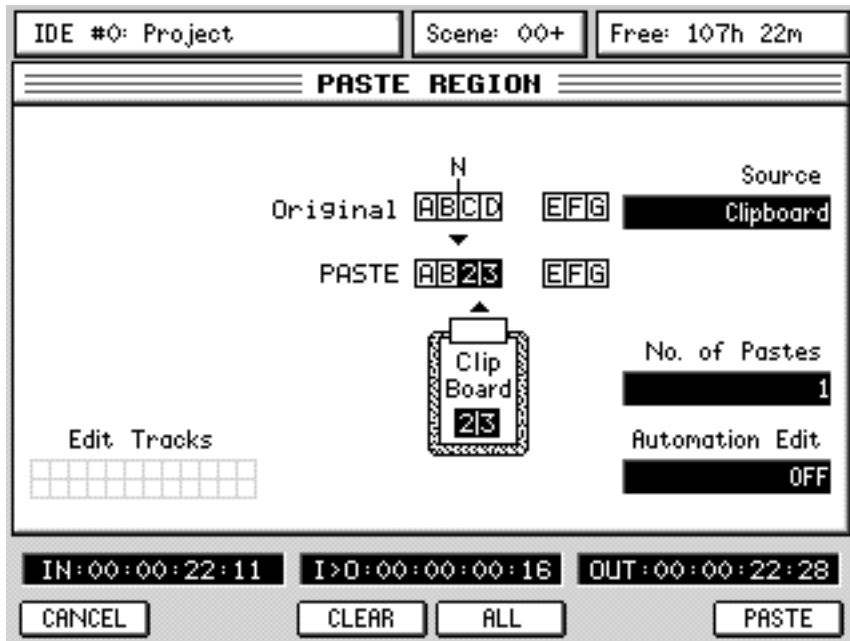 IDE #0: Project
Scene: 00+
Free: 107h 22m
PASTE REGION
N
Original ABCD EFG
PASTE AB23 EFG
Source
Clipboard
Clip
Board
23
No. of Pastes
1
Edit Tracks
Automation Edit
OFF
IN:00:00:22:11
I>O:00:00:00:16
OUT:00:00:22:28
CANCEL
CLEAR
ALL
PASTE